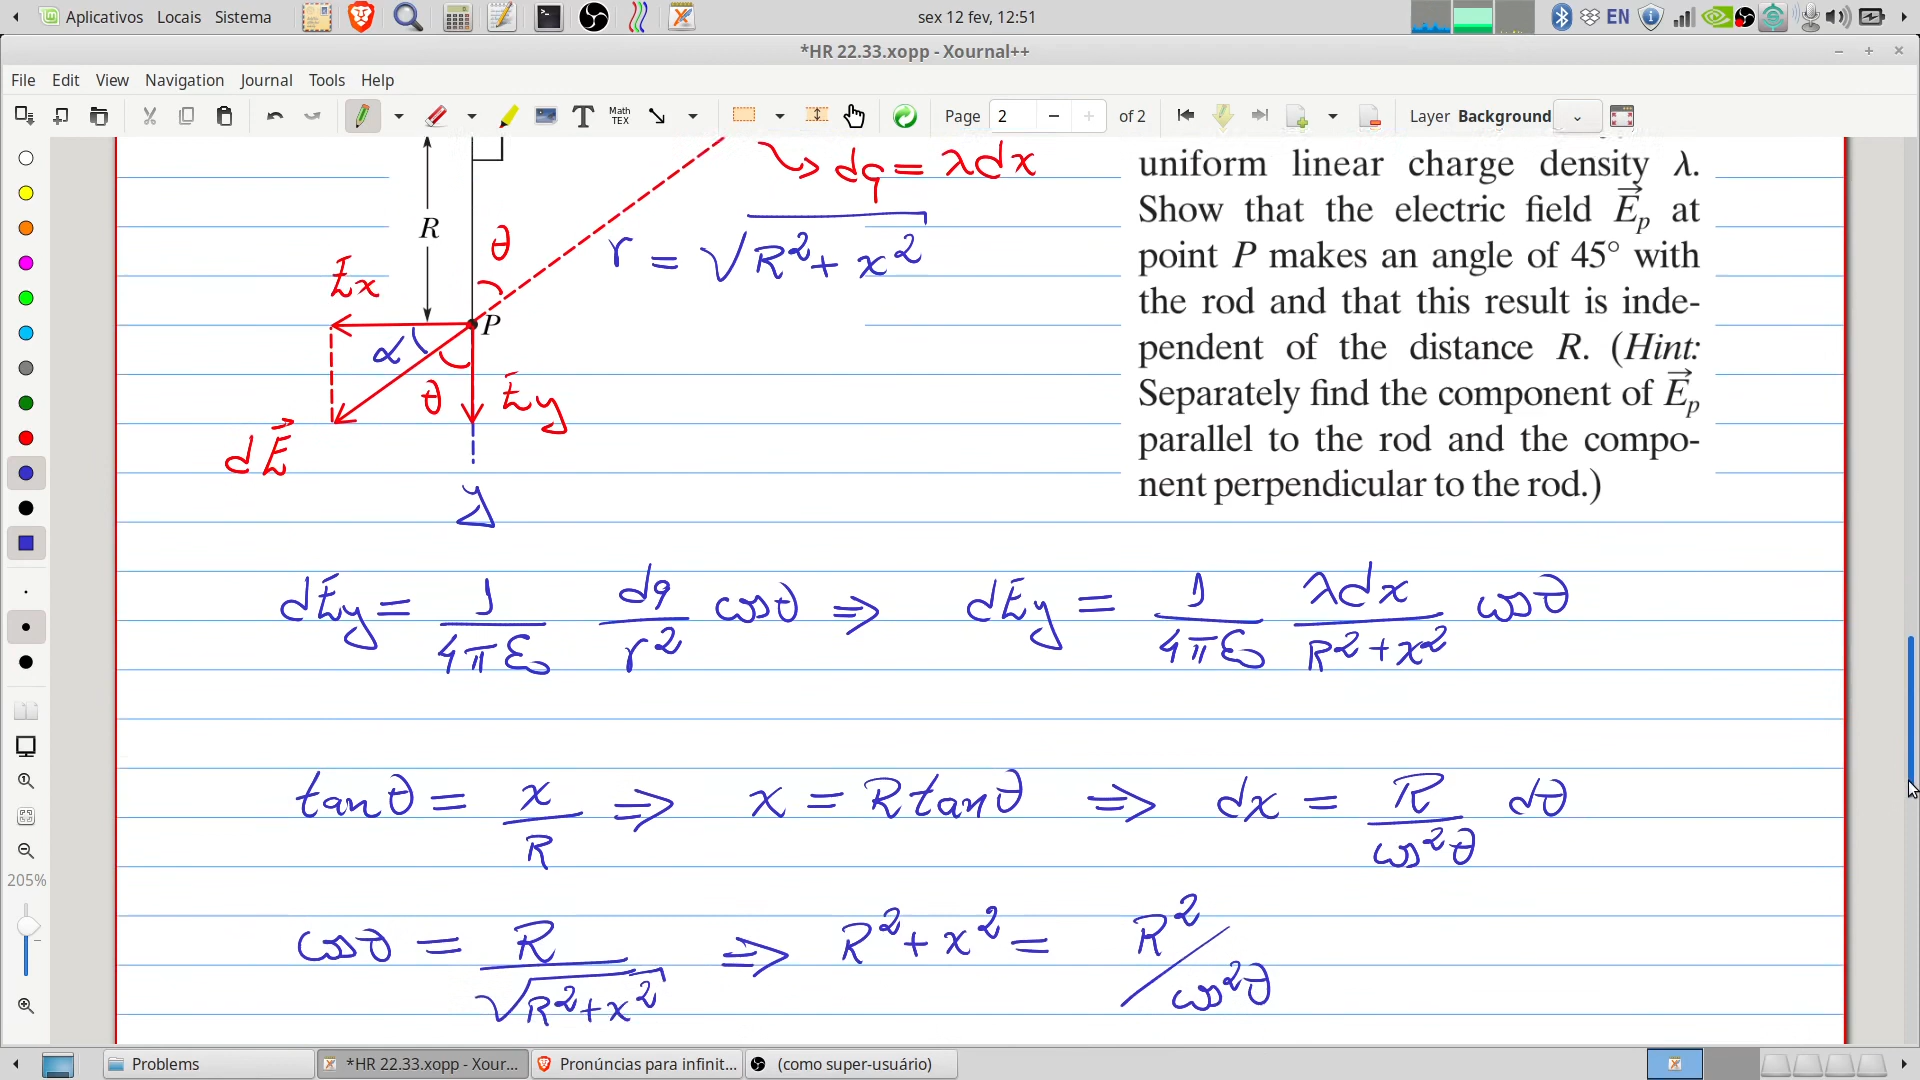 Aplicativos Locais Sistema
sex 12 fev, 12:51
EN
*HR 22.33.xopp - Xournal++
File Edit View Navigation Journal Tools Help
Math TEX
Page 2 of 2 Layer Background
205%
dq = λdx
R
θ
r = √R²+ x²
Ex
P
α
θ
Ey
dE⃗
y
uniform linear charge density λ.
Show that the electric field E⃗p at
point P makes an angle of 45° with
the rod and that this result is inde-
pendent of the distance R. (Hint:
Separately find the component of E⃗p
parallel to the rod and the compo-
nent perpendicular to the rod.)
dEy = 1/4πε₀ dq/r² cosθ ⇒ dEy = 1/4πε₀ λdx/R²+x² cosθ
tanθ = x/R ⇒ x = Rtanθ ⇒ dx = R/cos²θ dθ
cosθ = R/√R²+x² ⇒ R²+x² = R²/cos²θ
Problems
*HR 22.33.xopp - Xour...
Pronúncias para infinit...
(como super-usuário)